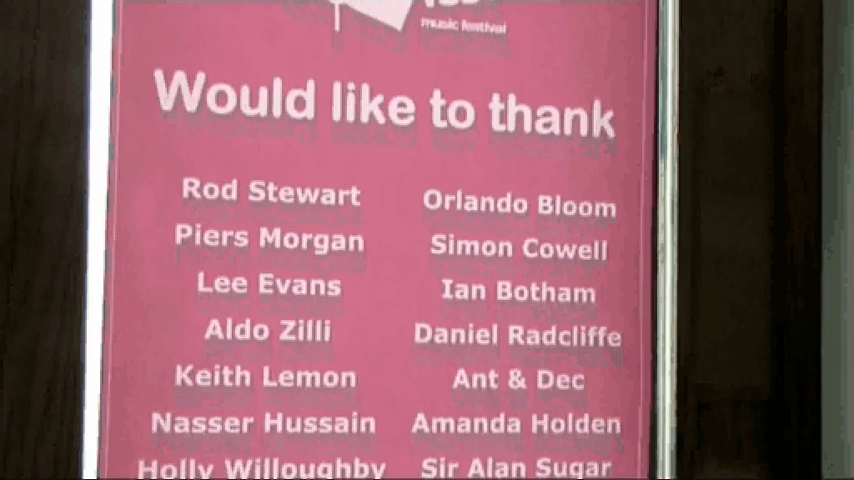 music festival
Would like to thank
Rod Stewart
Orlando Bloom
Piers Morgan
Simon Cowell
Lee Evans
Ian Botham
Aldo Zilli
Daniel Radcliffe
Keith Lemon
Ant & Dec
Nasser Hussain
Amanda Holden
Holly Willoughby
Sir Alan Sugar